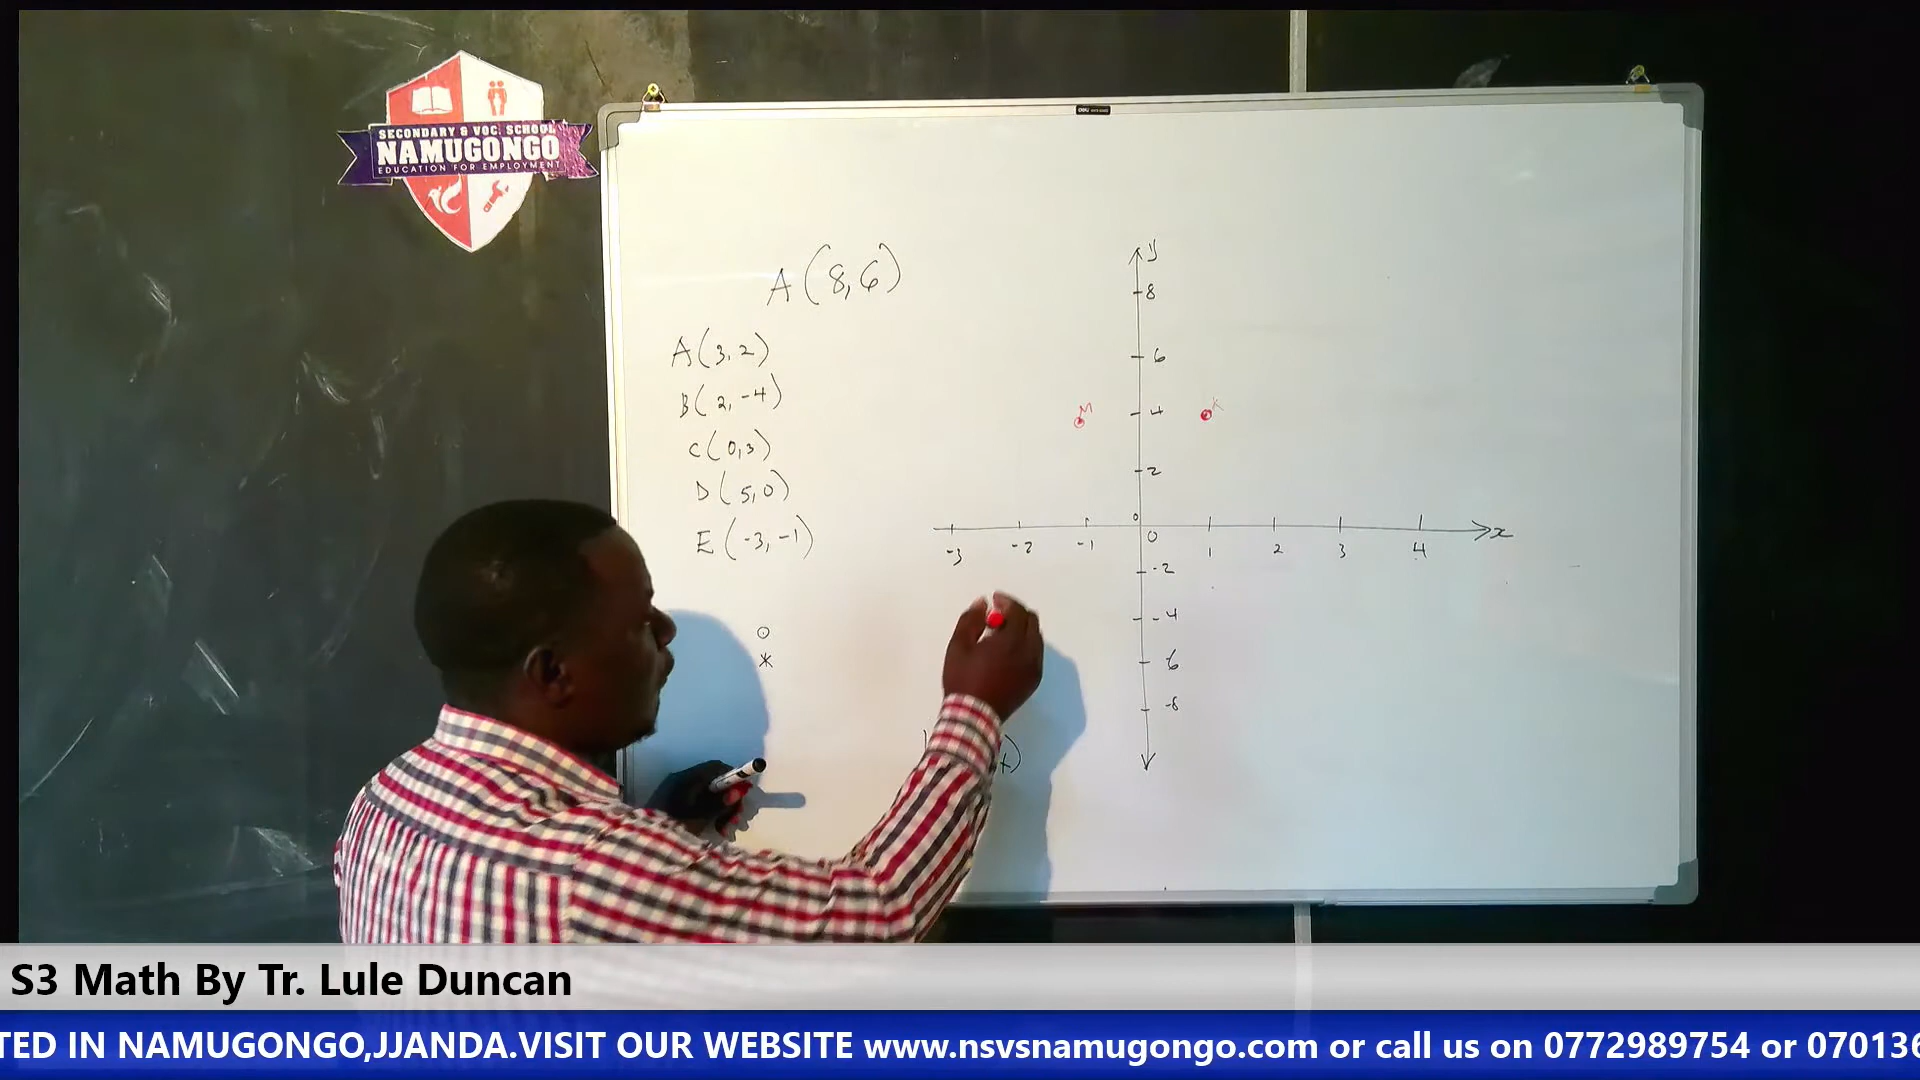 SECONDARY & VOC. SCHOOL
NAMUGONGO
EDUCATION FOR EMPLOYMENT
A(8,6)
A(3,2)
B(2,-4)
C(0,3)
D(5,0)
E(-3,-1)
y
8
6
M 4 K
2
0
-3 -2 -1 0 1 2 3 4 x
-2
-4
-6
-8
S3 Math By Tr. Lule Duncan
TED IN NAMUGONGO,JJANDA.VISIT OUR WEBSITE www.nsvsnamugongo.com or call us on 0772989754 or 070136